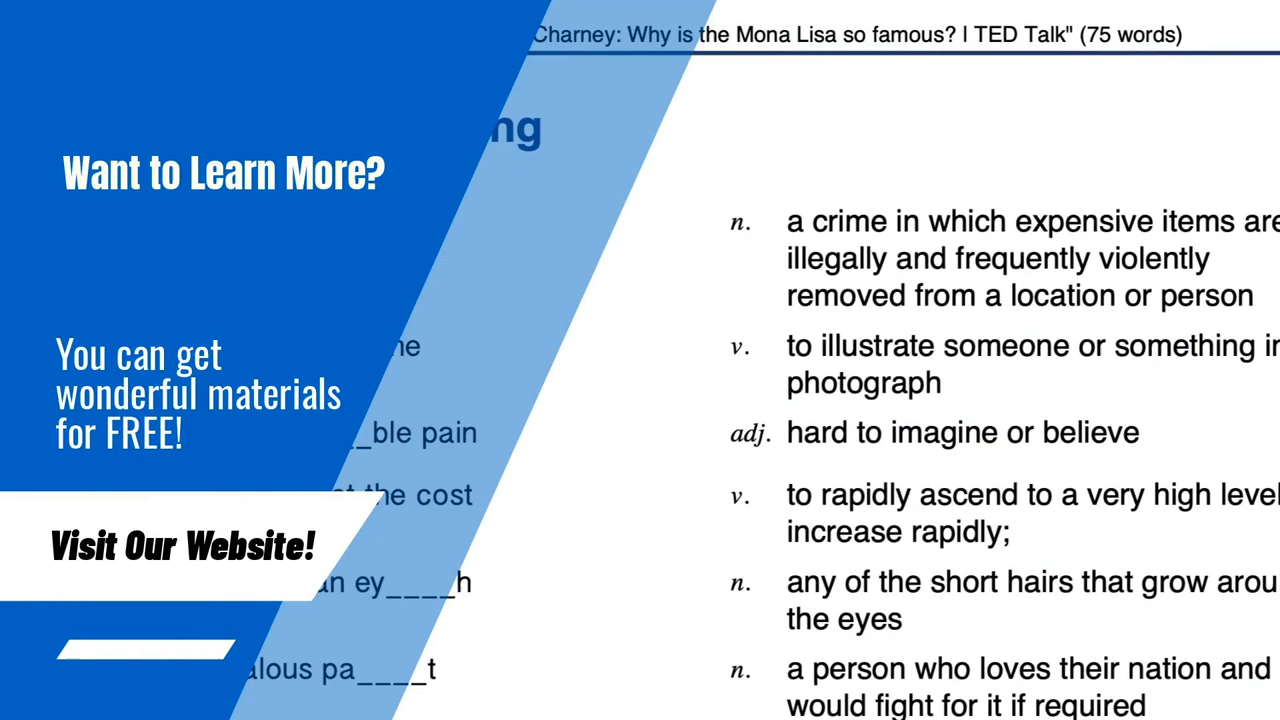 Charney: Why is the Mona Lisa so famous? | TED Talk" (75 words)
ng
Want to Learn More?
You can get
wonderful materials
for FREE!
Visit Our Website!
n. a crime in which expensive items are
illegally and frequently violently
removed from a location or person
he v. to illustrate someone or something in
photograph
_ble pain adj. hard to imagine or believe
the cost v. to rapidly ascend to a very high level
increase rapidly;
an ey____h n. any of the short hairs that grow arou
the eyes
alous pa____t n. a person who loves their nation and
would fight for it if required